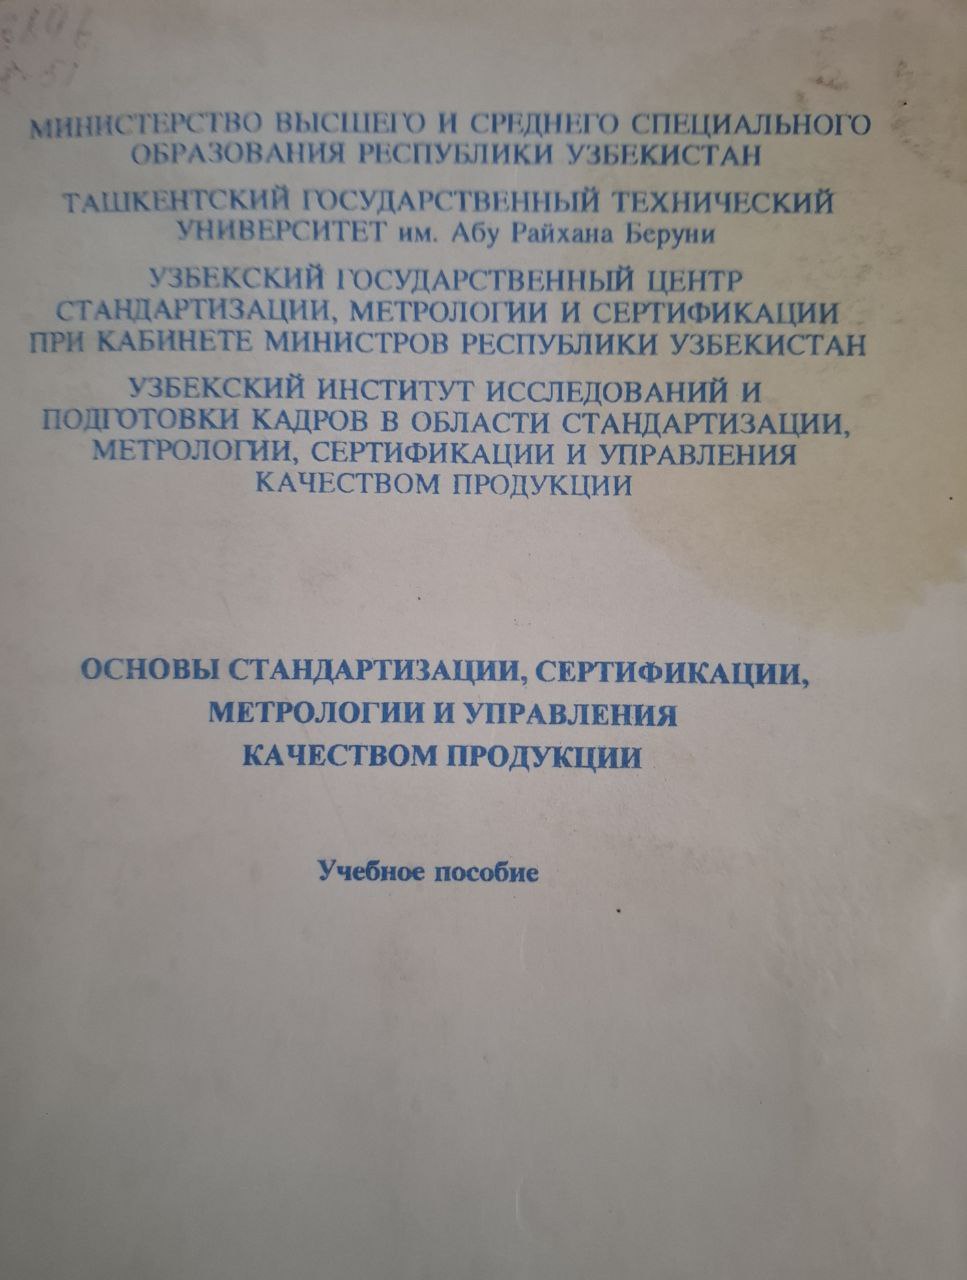 МИНИСТЕРСТВО ВЫСШЕГО И СРЕДНЕГО СПЕЦИАЛЬНОГО
ОБРАЗОВАНИЯ РЕСПУБЛИКИ УЗБЕКИСТАН
ТАШКЕНТСКИЙ ГОСУДАРСТВЕННЫЙ ТЕХНИЧЕСКИЙ
УНИВЕРСИТЕТ им. Абу Райхана Беруни
УЗБЕКСКИЙ ГОСУДАРСТВЕННЫЙ ЦЕНТР
СТАНДАРТИЗАЦИИ, МЕТРОЛОГИИ И СЕРТИФИКАЦИИ
ПРИ КАБИНЕТЕ МИНИСТРОВ РЕСПУБЛИКИ УЗБЕКИСТАН
УЗБЕКСКИЙ ИНСТИТУТ ИССЛЕДОВАНИЙ И
ПОДГОТОВКИ КАДРОВ В ОБЛАСТИ СТАНДАРТИЗАЦИИ,
МЕТРОЛОГИИ, СЕРТИФИКАЦИИ И УПРАВЛЕНИЯ
КАЧЕСТВОМ ПРОДУКЦИИ
ОСНОВЫ СТАНДАРТИЗАЦИИ, СЕРТИФИКАЦИИ,
МЕТРОЛОГИИ И УПРАВЛЕНИЯ
КАЧЕСТВОМ ПРОДУКЦИИ
Учебное пособие